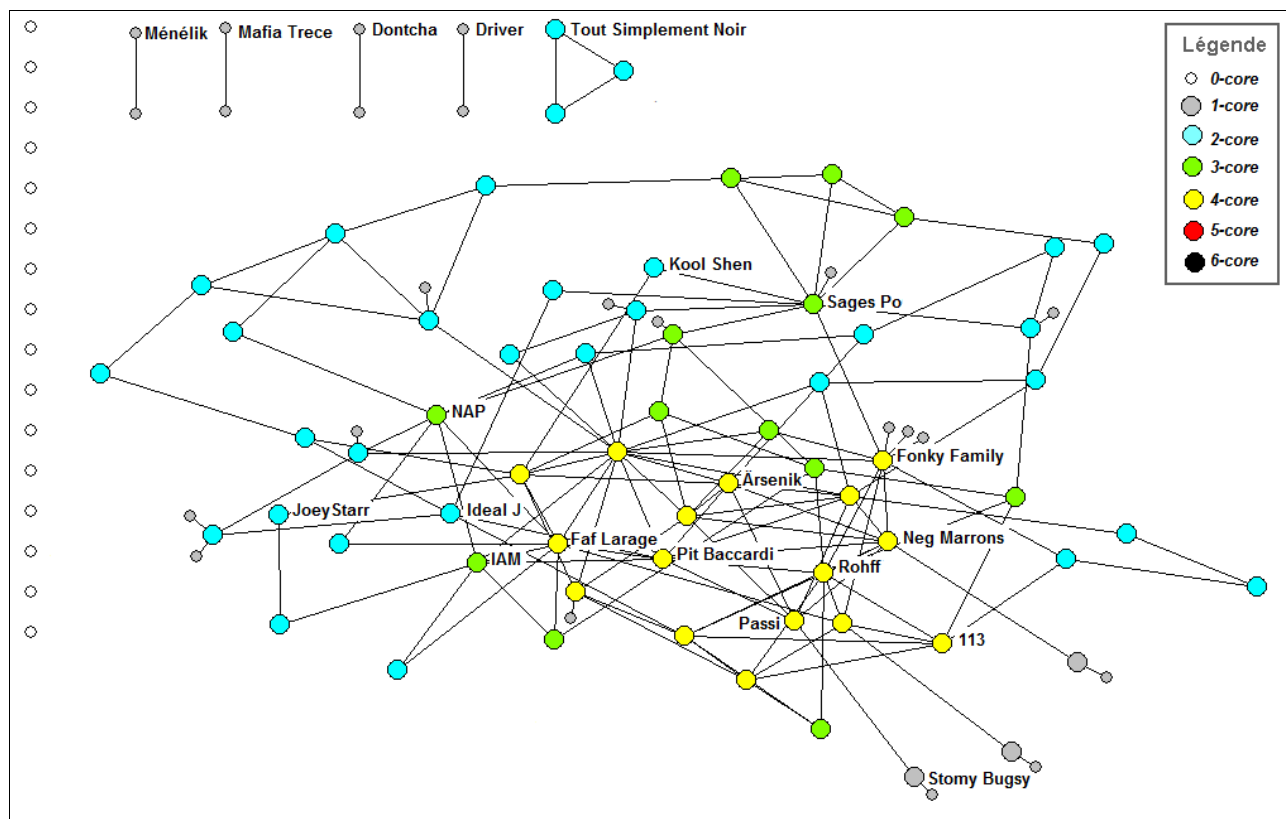 Ménélik
Mafia Trece
Dontcha
Driver
Tout Simplement Noir
Légende
0-core
1-core
2-core
3-core
4-core
5-core
6-core
Kool Shen
Sages Po
NAP
Fonky Family
Ärsenik
JoeyStarr
Ideal J
Faf Larage
Neg Marrons
IAM
Pit Baccardi
Rohff
Passi
113
Stomy Bugsy